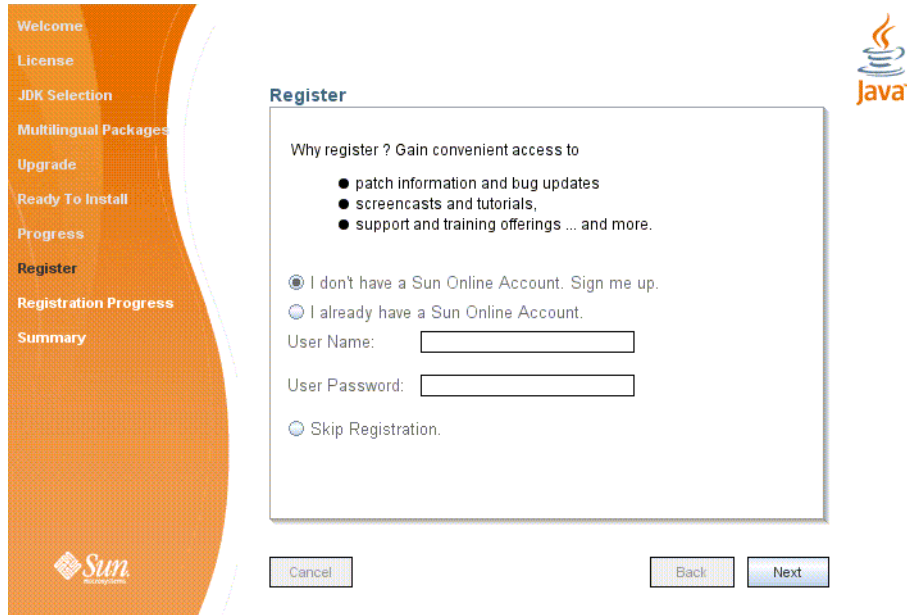 Welcome
License
JDK Selection
Multilingual Packages
Upgrade
Ready To Install
Progress
Register
Registration Progress
Summary
Sun
microsystems
Java
Register
Why register ? Gain convenient access to
● patch information and bug updates
● screencasts and tutorials,
● support and training offerings ... and more.
I don't have a Sun Online Account. Sign me up.
I already have a Sun Online Account.
User Name:
User Password:
Skip Registration.
Cancel
Back
Next